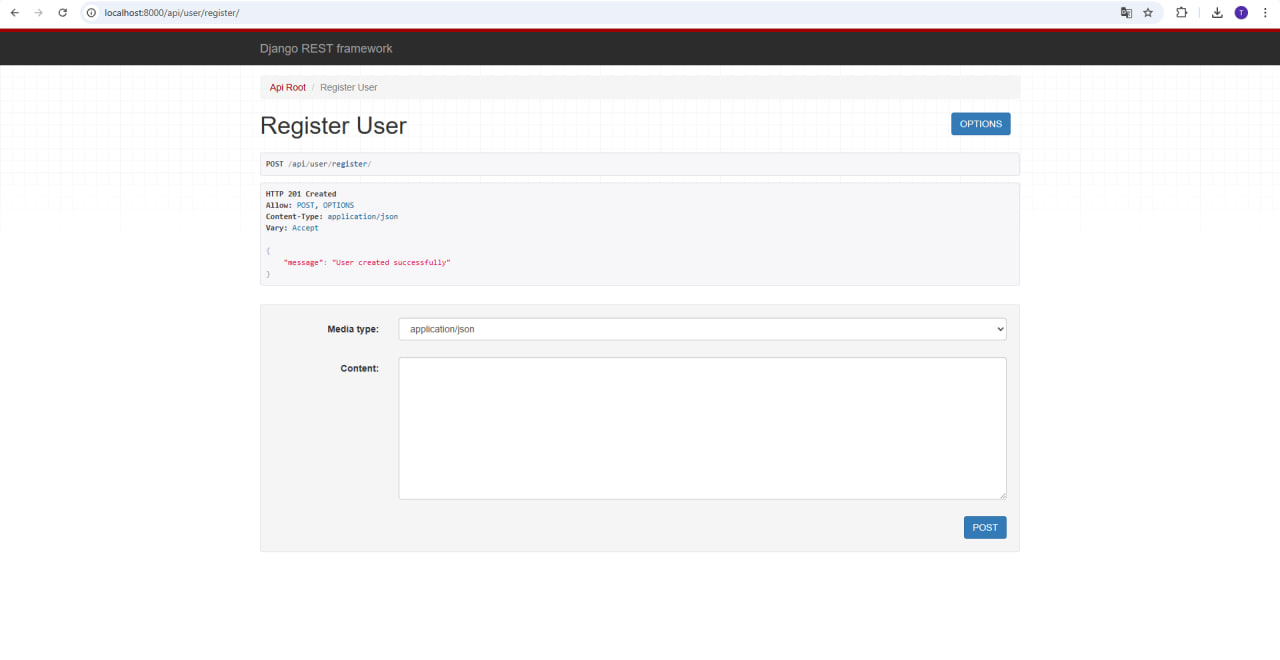 localhost:8000/api/user/register/
T
Django REST framework
Api Root / Register User
Register User
OPTIONS
POST /api/user/register/
HTTP 201 Created
Allow: POST, OPTIONS
Content-Type: application/json
Vary: Accept
{
    "message": "User created successfully"
}
Media type: application/json
Content:
POST